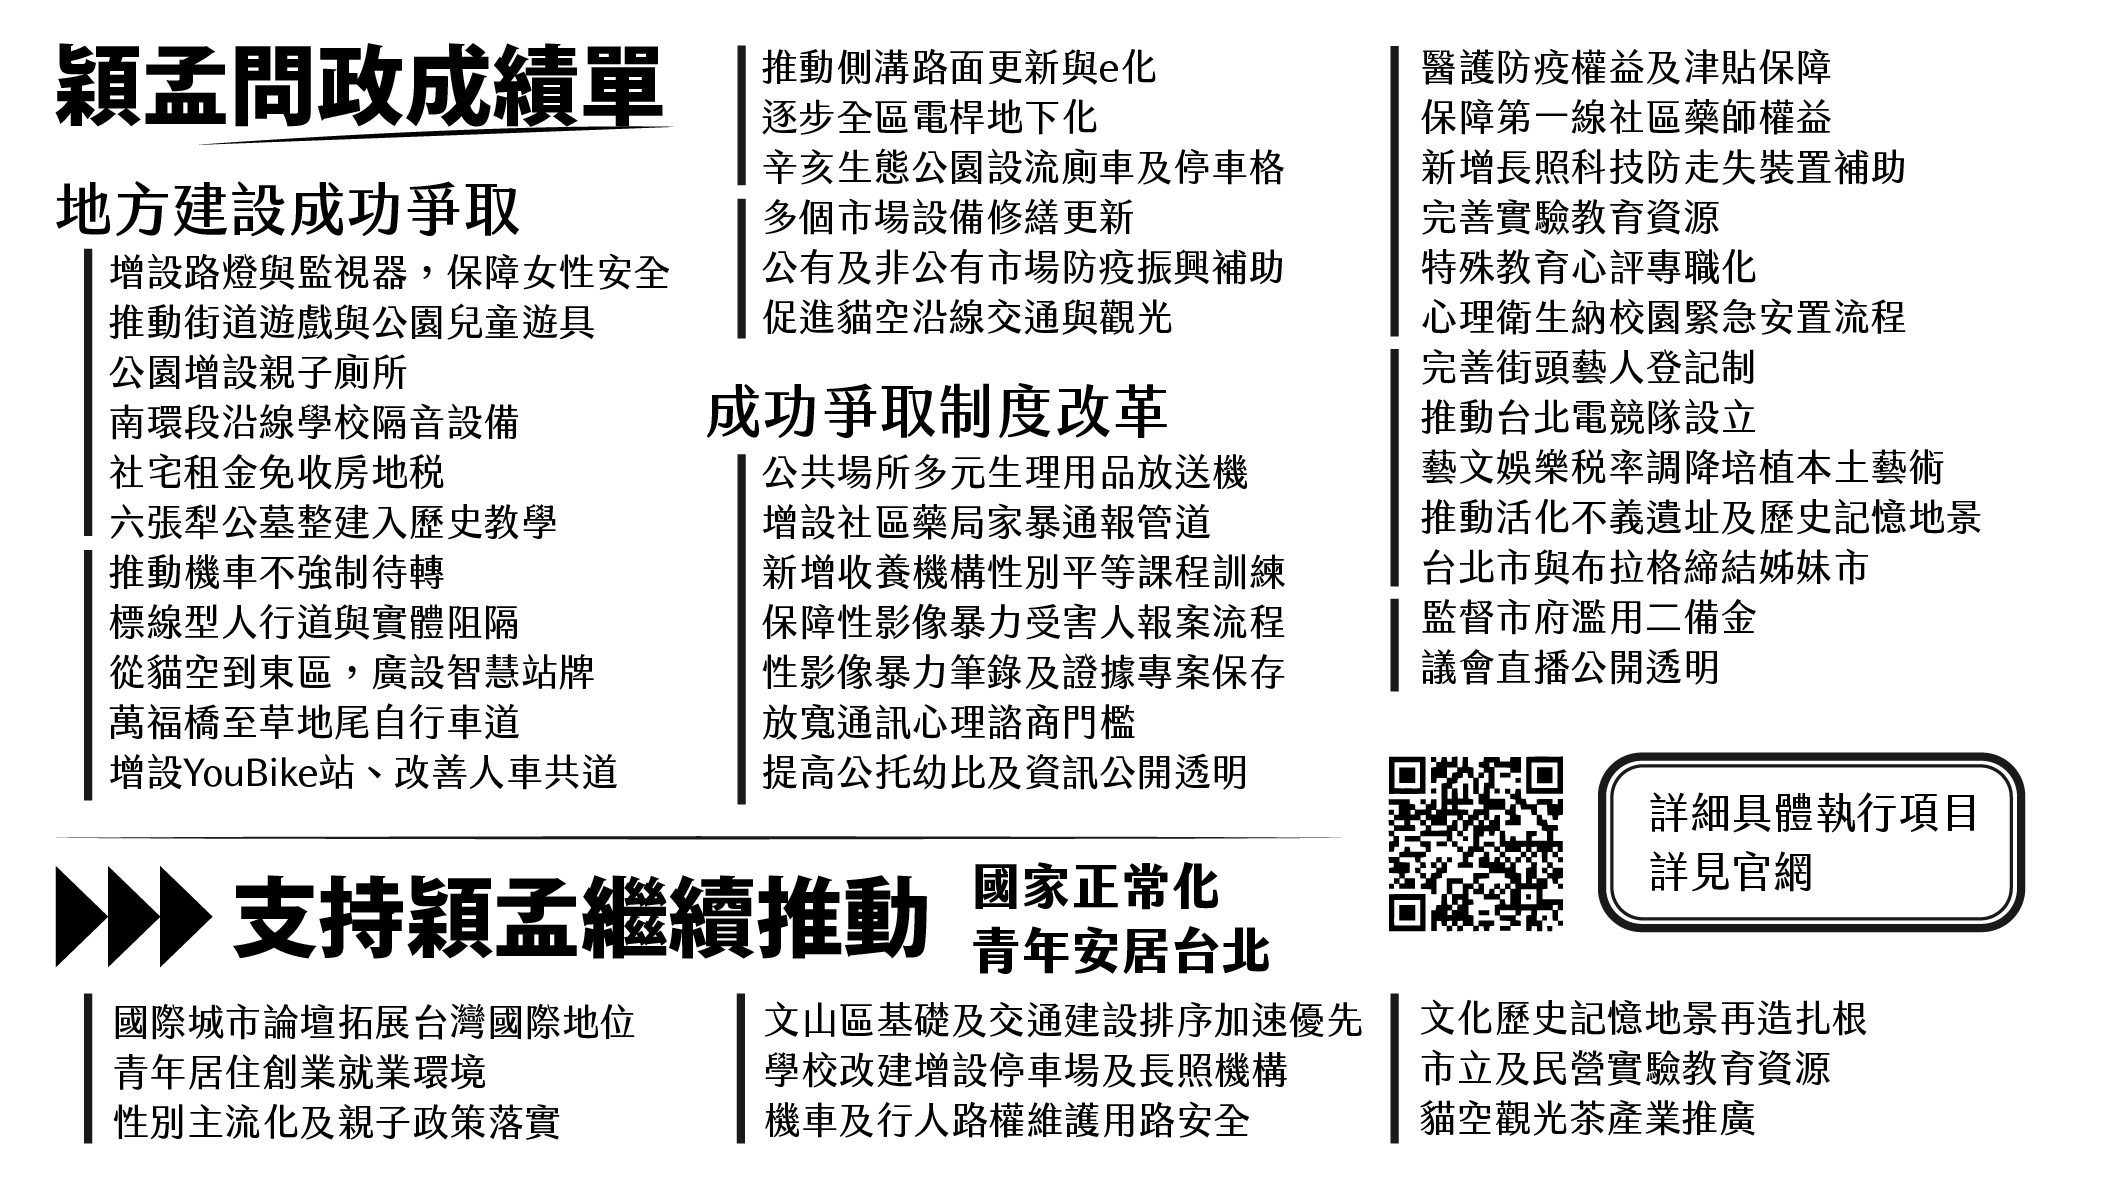 穎孟問政成績單
地方建設成功爭取
增設路燈與監視器，保障女性安全
推動街道遊戲與公園兒童遊具
公園增設親子廁所
南環段沿線學校隔音設備
社宅租金免收房地稅
六張犁公墓整建入歷史教學
推動機車不強制待轉
標線型人行道與實體阻隔
從貓空到東區，廣設智慧站牌
萬福橋至草地尾自行車道
增設YouBike站、改善人車共道
推動側溝路面更新與e化
逐步全區電桿地下化
辛亥生態公園設流廁車及停車格
多個市場設備修繕更新
公有及非公有市場防疫振興補助
促進貓空沿線交通與觀光
成功爭取制度改革
公共場所多元生理用品放送機
增設社區藥局家暴通報管道
新增收養機構性別平等課程訓練
保障性影像暴力受害人報案流程
性影像暴力筆錄及證據專案保存
放寬通訊心理諮商門檻
提高公托幼比及資訊公開透明
醫護防疫權益及津貼保障
保障第一線社區藥師權益
新增長照科技防走失裝置補助
完善實驗教育資源
特殊教育心評專職化
心理衛生納校園緊急安置流程
完善街頭藝人登記制
推動台北電競隊設立
藝文娛樂稅率調降培植本土藝術
推動活化不義遺址及歷史記憶地景
台北市與布拉格締結姊妹市
監督市府濫用二備金
議會直播公開透明
詳細具體執行項目
詳見官網
支持穎孟繼續推動
國家正常化
青年安居台北
國際城市論壇拓展台灣國際地位
青年居住創業就業環境
性別主流化及親子政策落實
文山區基礎及交通建設排序加速優先
學校改建增設停車場及長照機構
機車及行人路權維護用路安全
文化歷史記憶地景再造扎根
市立及民營實驗教育資源
貓空觀光茶產業推廣